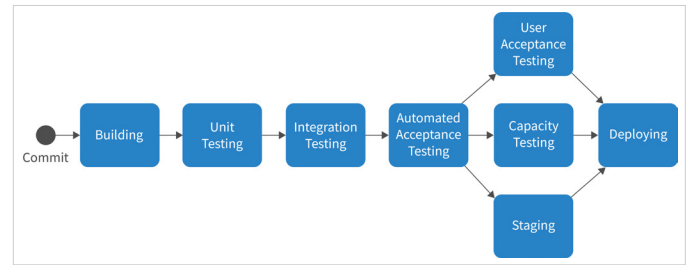 Commit
Building
Unit
Testing
Integration
Testing
Automated
Acceptance
Testing
User
Acceptance
Testing
Capacity
Testing
Staging
Deploying